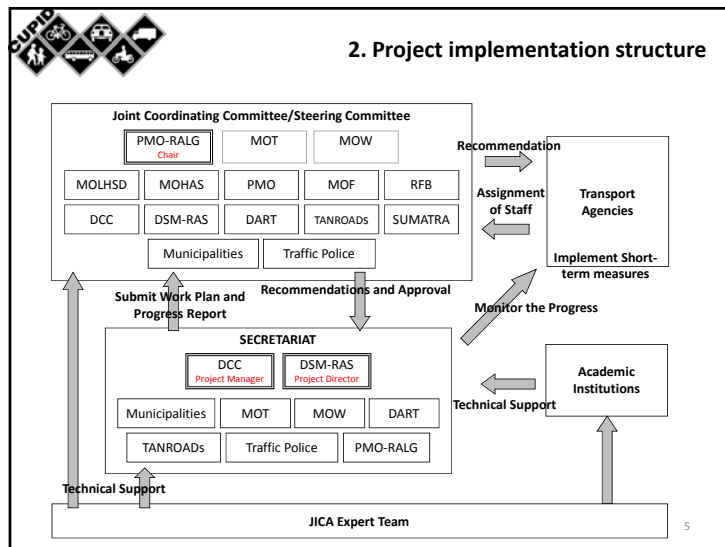 CUPID
2. Project implementation structure
Joint Coordinating Committee/Steering Committee
PMO-RALG
Chair
MOT
MOW
MOLHSD
MOHAS
PMO
MOF
RFB
DCC
DSM-RAS
DART
TANROADs
SUMATRA
Municipalities
Traffic Police
Recommendation
Assignment
of Staff
Transport
Agencies
Implement Short-
term measures
Submit Work Plan and
Progress Report
Recommendations and Approval
Monitor the Progress
SECRETARIAT
DCC
Project Manager
DSM-RAS
Project Director
Municipalities
MOT
MOW
DART
TANROADs
Traffic Police
PMO-RALG
Technical Support
Academic
Institutions
Technical Support
JICA Expert Team
5